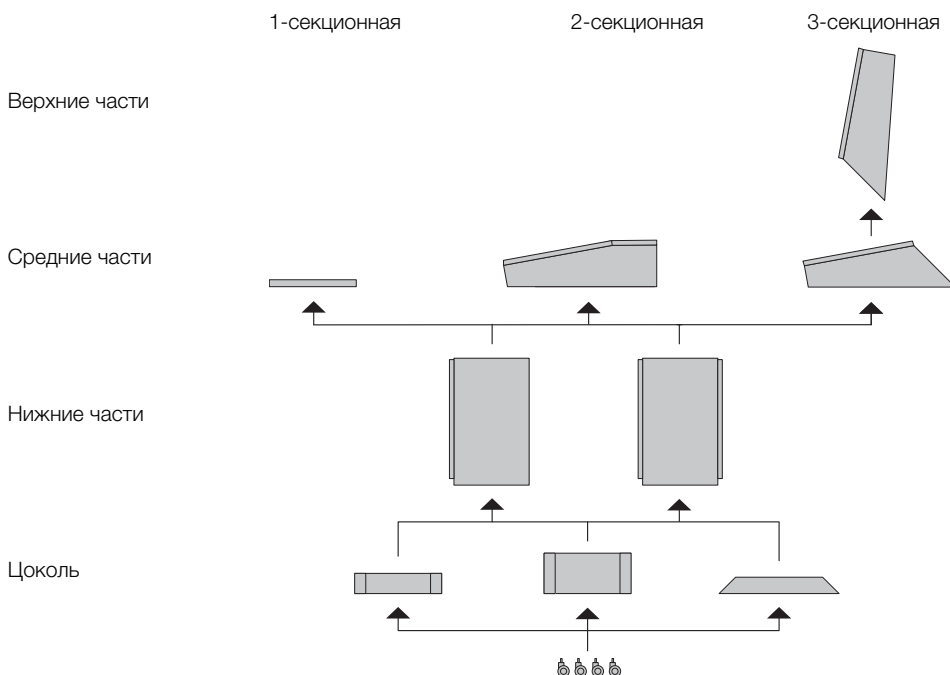 1-секционная 2-секционная 3-секционная
Верхние части
Средние части
Нижние части
Цоколь